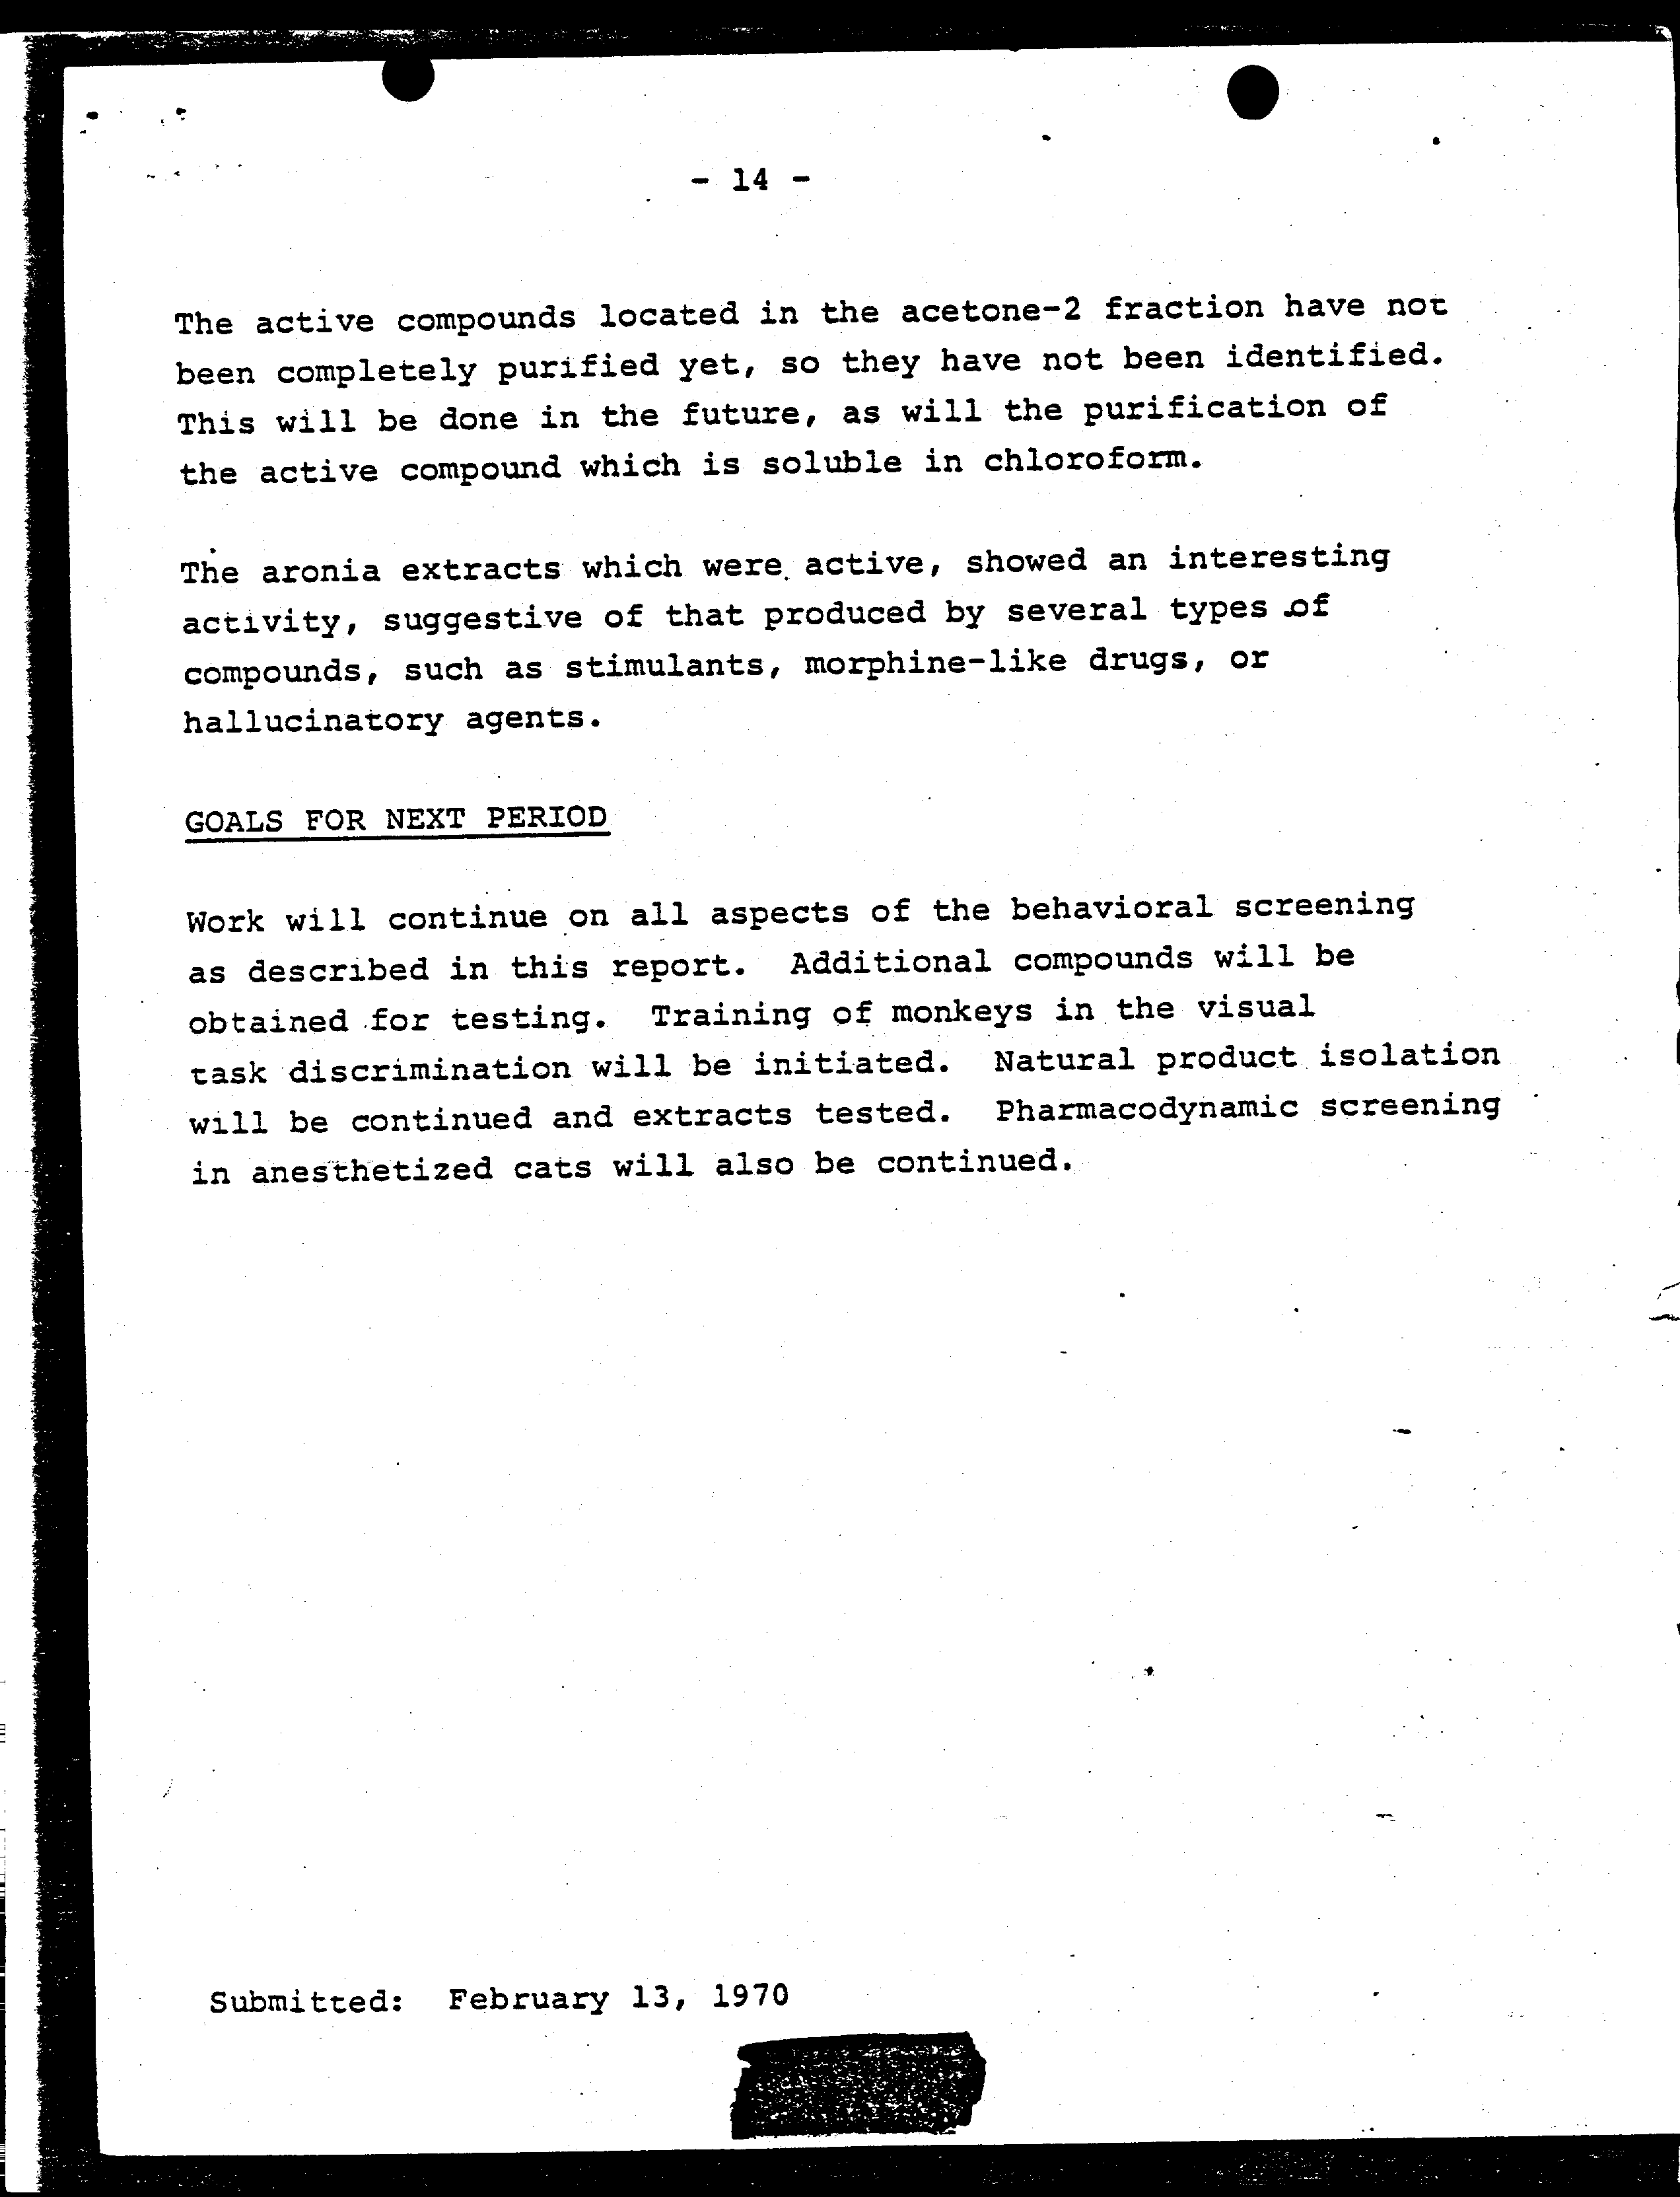 - 14 -
The active compounds located in the acetone-2 fraction have not
been completely purified yet, so they have not been identified.
This will be done in the future, as will the purification of
the active compound which is soluble in chloroform.
The aronia extracts which were active, showed an interesting
activity, suggestive of that produced by several types of
compounds, such as stimulants, morphine-like drugs, or
hallucinatory agents.
GOALS FOR NEXT PERIOD
Work will continue on all aspects of the behavioral screening
as described in this report. Additional compounds will be
obtained for testing. Training of monkeys in the visual
task discrimination will be initiated. Natural product isolation
will be continued and extracts tested. Pharmacodynamic screening
in anesthetized cats will also be continued.
Submitted: February 13, 1970